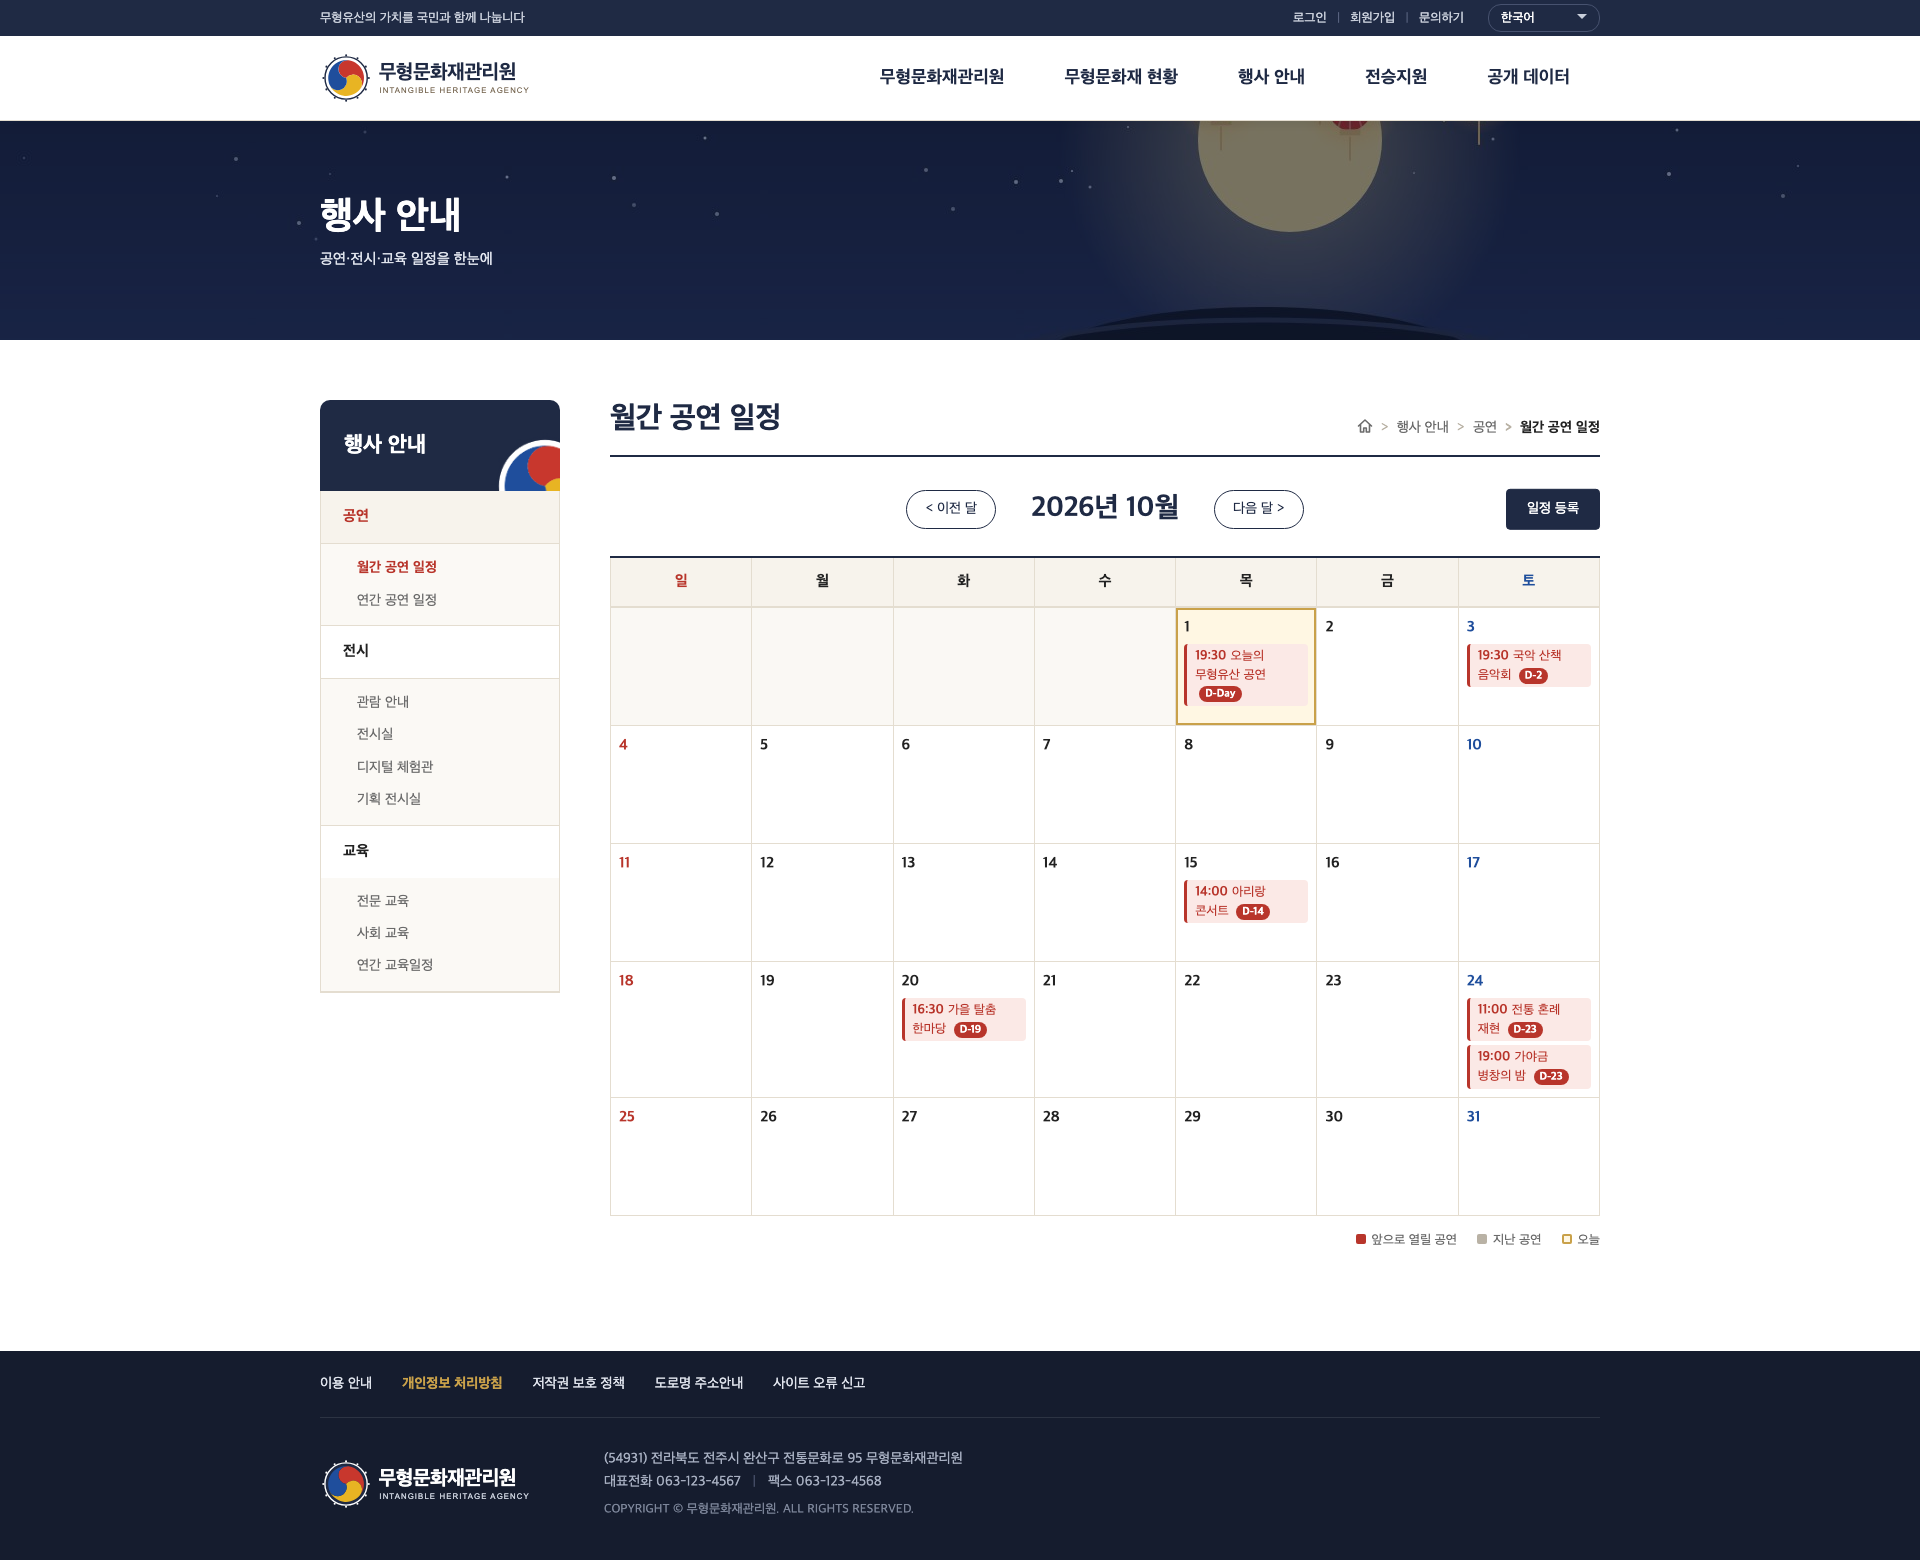 무형유산의 가치를 국민과 함께 나눕니다
로그인 | 회원가입 | 문의하기 한국어
무형문화재관리원
INTANGIBLE HERITAGE AGENCY
무형문화재관리원 무형문화재 현황 행사 안내 전승지원 공개 데이터
행사 안내
공연·전시·교육 일정을 한눈에
행사 안내
공연
월간 공연 일정
연간 공연 일정
전시
관람 안내
전시실
디지털 체험관
기획 전시실
교육
전문 교육
사회 교육
연간 교육일정
월간 공연 일정
> 행사 안내 > 공연 > 월간 공연 일정
< 이전 달 2026년 10월 다음 달 > 일정 등록
일 월 화 수 목 금 토
1 2 3
19:30 오늘의
무형유산 공연
D-Day
19:30 국악 산책
음악회 D-2
4 5 6 7 8 9 10
11 12 13 14 15 16 17
14:00 아리랑
콘서트 D-14
18 19 20 21 22 23 24
16:30 가을 탈춤
한마당 D-19
11:00 전통 혼례
재현 D-23
19:00 가야금
병창의 밤 D-23
25 26 27 28 29 30 31
앞으로 열릴 공연 지난 공연 오늘
이용 안내 개인정보 처리방침 저작권 보호 정책 도로명 주소안내 사이트 오류 신고
무형문화재관리원
INTANGIBLE HERITAGE AGENCY
(54931) 전라북도 전주시 완산구 전통문화로 95 무형문화재관리원
대표전화 063-123-4567 | 팩스 063-123-4568
COPYRIGHT © 무형문화재관리원. ALL RIGHTS RESERVED.